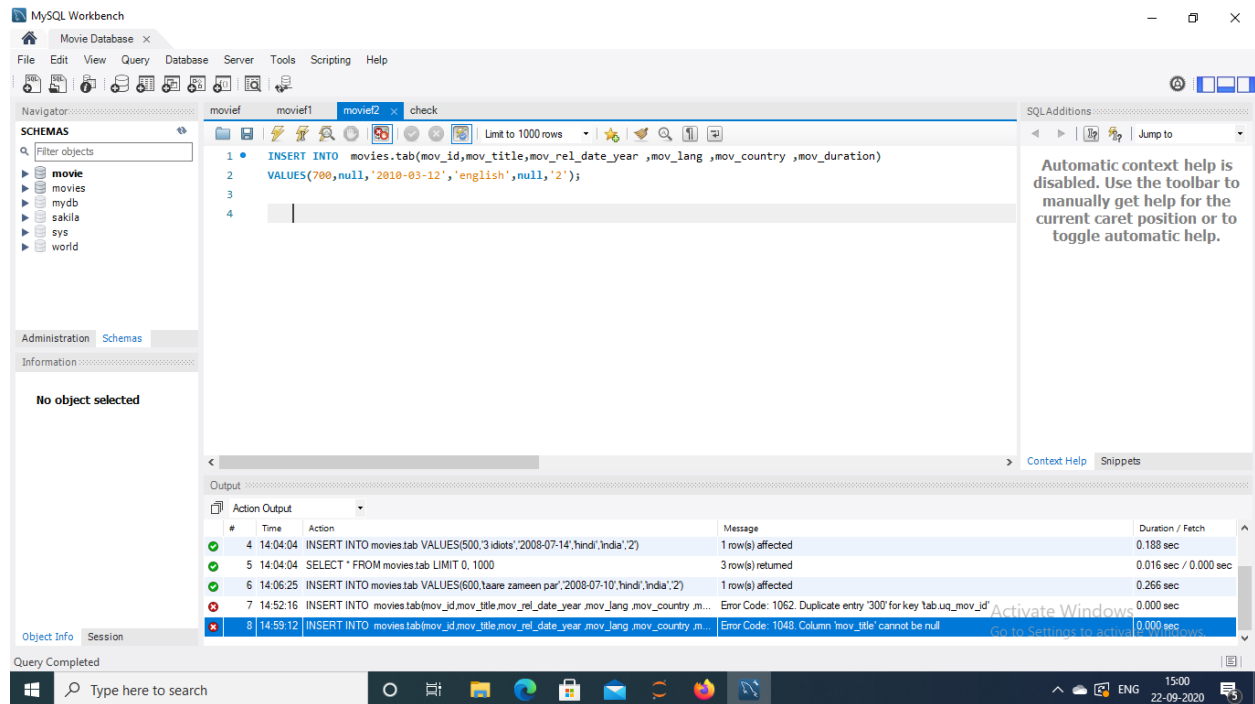 MySQL Workbench
Movie Database
File Edit View Query Database Server Tools Scripting Help
Navigator
SCHEMAS
Filter objects
movie
movies
mydb
sakila
sys
world
Administration Schemas
Information
No object selected
Object Info Session
movief movief1 movief2 check
Limit to 1000 rows
1 INSERT INTO movies.tab(mov_id,mov_title,mov_rel_date_year ,mov_lang ,mov_country ,mov_duration)
2 VALUES(700,null,'2010-03-12','english',null,'2');
3
4
SQLAdditions
Jump to
Automatic context help is
disabled. Use the toolbar to
manually get help for the
current caret position or to
toggle automatic help.
Context Help Snippets
Output
Action Output
# Time Action Message Duration / Fetch
4 14:04:04 INSERT INTO movies.tab VALUES(500,'3 idiots','2008-07-14','hindi','india','2') 1 row(s) affected 0.188 sec
5 14:04:04 SELECT * FROM movies.tab LIMIT 0, 1000 3 row(s) returned 0.016 sec / 0.000 sec
6 14:06:25 INSERT INTO movies.tab VALUES(600,'taare zameen par','2008-07-10','hindi','india','2') 1 row(s) affected 0.266 sec
7 14:52:16 INSERT INTO movies.tab(mov_id,mov_title,mov_rel_date_year ,mov_lang ,mov_country ,m... Error Code: 1062. Duplicate entry '300' for key 'tab.uq_mov_id' 0.000 sec
8 14:59:12 INSERT INTO movies.tab(mov_id,mov_title,mov_rel_date_year ,mov_lang ,mov_country ,m... Error Code: 1048. Column 'mov_title' cannot be null 0.000 sec
Activate Windows
Go to Settings to activate Windows.
Query Completed
Type here to search
ENG
15:00
22-09-2020
5